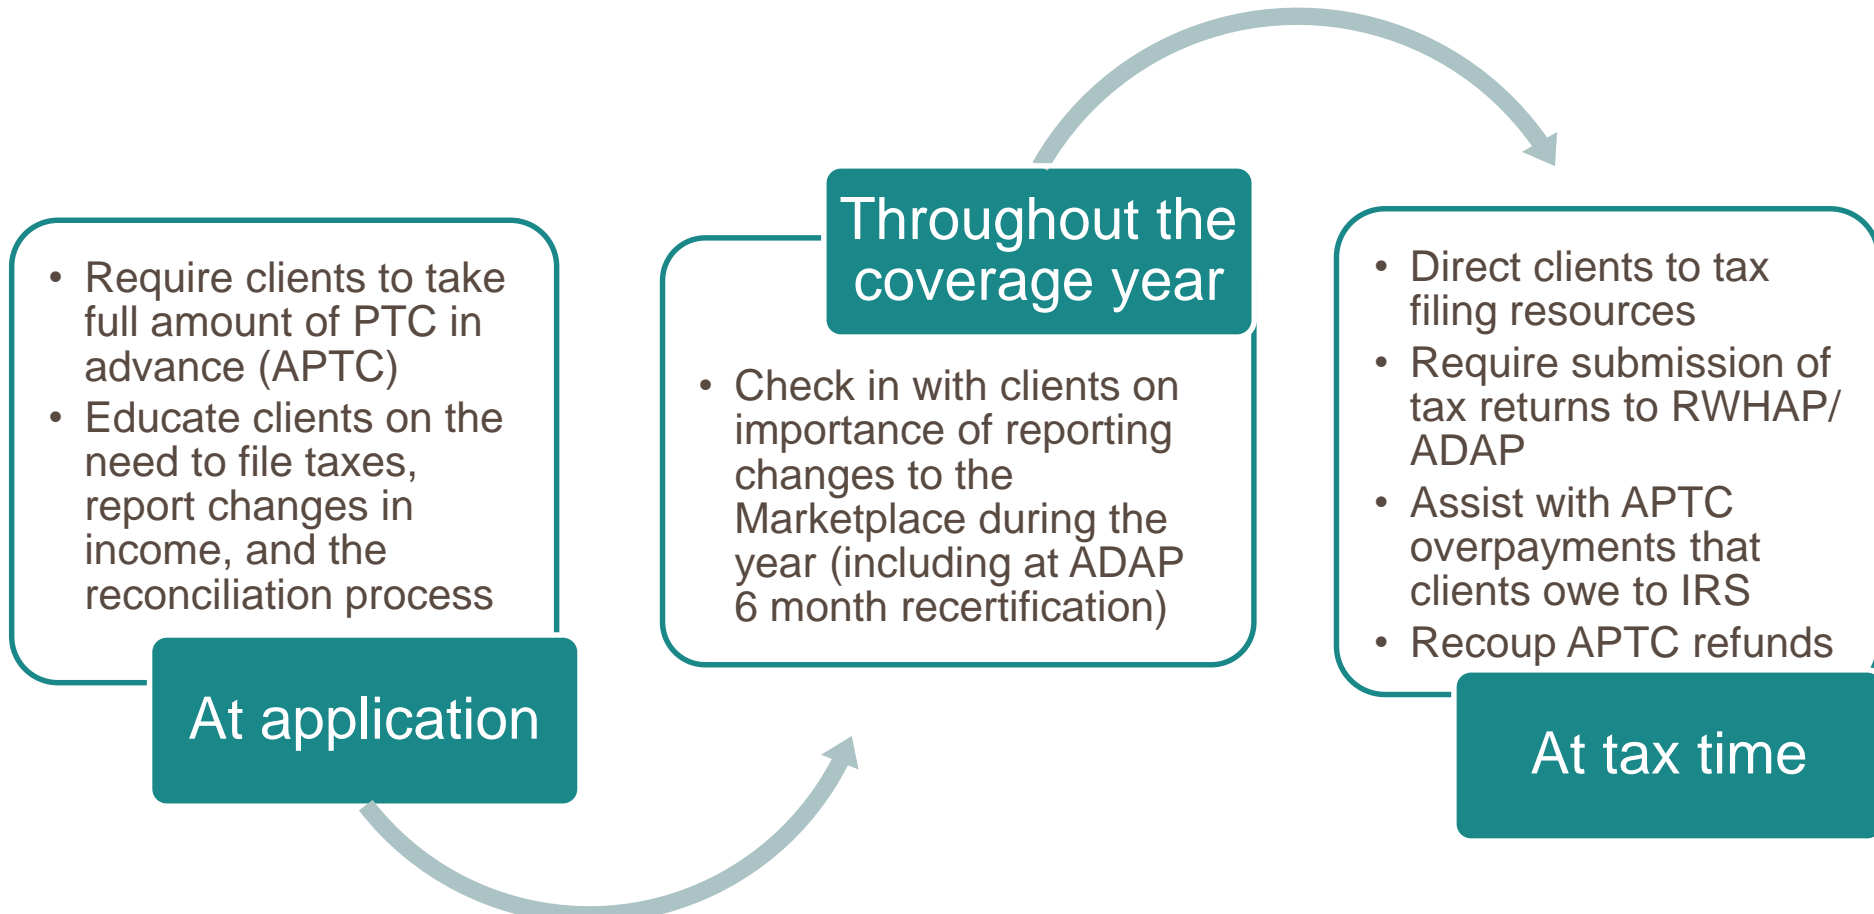 • Require clients to take
full amount of PTC in
advance (APTC)
• Educate clients on the
need to file taxes,
report changes in
income, and the
reconciliation process
At application
Throughout the
coverage year
• Check in with clients on
importance of reporting
changes to the
Marketplace during the
year (including at ADAP
6 month recertification)
• Direct clients to tax
filing resources
• Require submission of
tax returns to RWHAP/
ADAP
• Assist with APTC
overpayments that
clients owe to IRS
• Recoup APTC refunds
At tax time